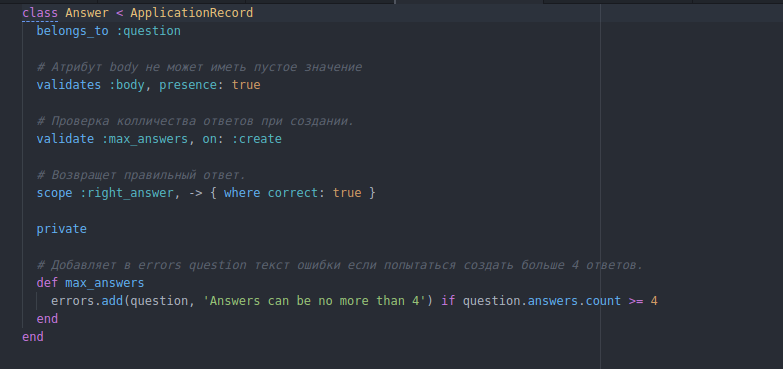 class Answer < ApplicationRecord
belongs_to :question
# Атрибут body не может иметь пустое значение
validates :body, presence: true
# Проверка колличества ответов при создании.
validate :max_answers, on: :create
# Возвращет правильный ответ.
scope :right_answer, -> { where correct: true }
private
# Добавляет в errors question текст ошибки если попытаться создать больше 4 ответов.
def max_answers
errors.add(question, 'Answers can be no more than 4') if question.answers.count >= 4
end
end